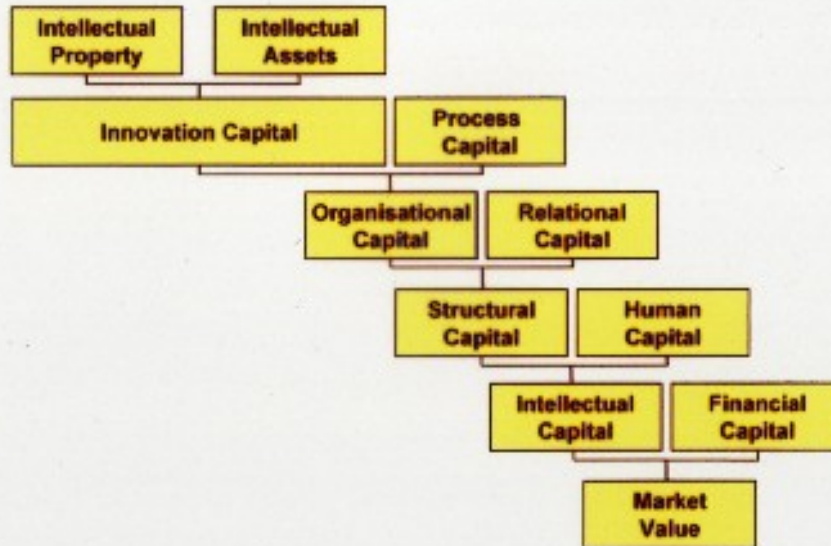 Intellectual
Property
Intellectual
Assets
Innovation Capital
Process
Capital
Organisational
Capital
Relational
Capital
Structural
Capital
Human
Capital
Intellectual
Capital
Financial
Capital
Market
Value